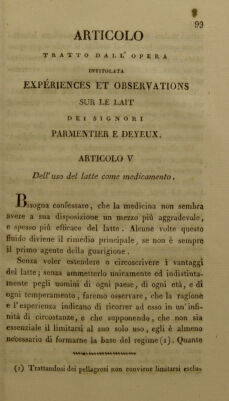 93
ARTICOLO
TRATTO DALL' OPERA
INTITOLATA
EXPÉRIENCES ET OBSERVATIONS
SUR LE LAIT
DEI SIGNORI
PARMENTIER E DEYEUX.
ARTICOLO V
Dell'uso del latte come medicamento.
Bisogna confessare, che la medicina non sembra
avere a sua disposizione un mezzo più aggradevole,
e spesso più efficace del latte. Alcune volte questo
fluido diviene il rimedio principale, se non è sempre
il primo agente della guarigione.
Senza voler estendere o circoscrivere i vantaggi
del latte; senza ammetterlo unicamente ed indistinta-
mente pegli uomini di ogni paese, di ogni età, e di
ogni temperamento, faremo osservare, che la ragione
e l'esperienza indicano di ricorrer ad esso in un' infi-
nità di circostanze, e che supponendo, che non sia
essenziale il limitarsi al suo solo uso, egli è almeno
necessario di formarne la base del regime (1). Quante
(1) Trattandosi dei pellagrosi non conviene limitarsi esclus